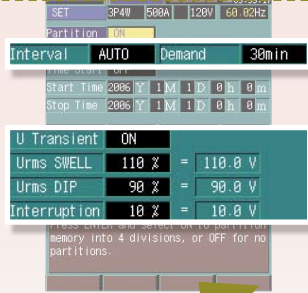 SET 3P4W 500A 120V 60.02Hz
Partition ON
Interval AUTO Demand 30min
Time Start OFF
Start Time 2006 Y 1 M 1 D 0 h 0 m
Stop Time 2006 Y 1 M 1 D 0 h 0 m
U Transient ON
Urms SWELL 110 % = 110.0 V
Urms DIP 90 % = 90.0 V
Interruption 10 % = 10.0 V
Press ENTER and select ON to partition
memory into 4 divisions, or OFF for no
partitions.